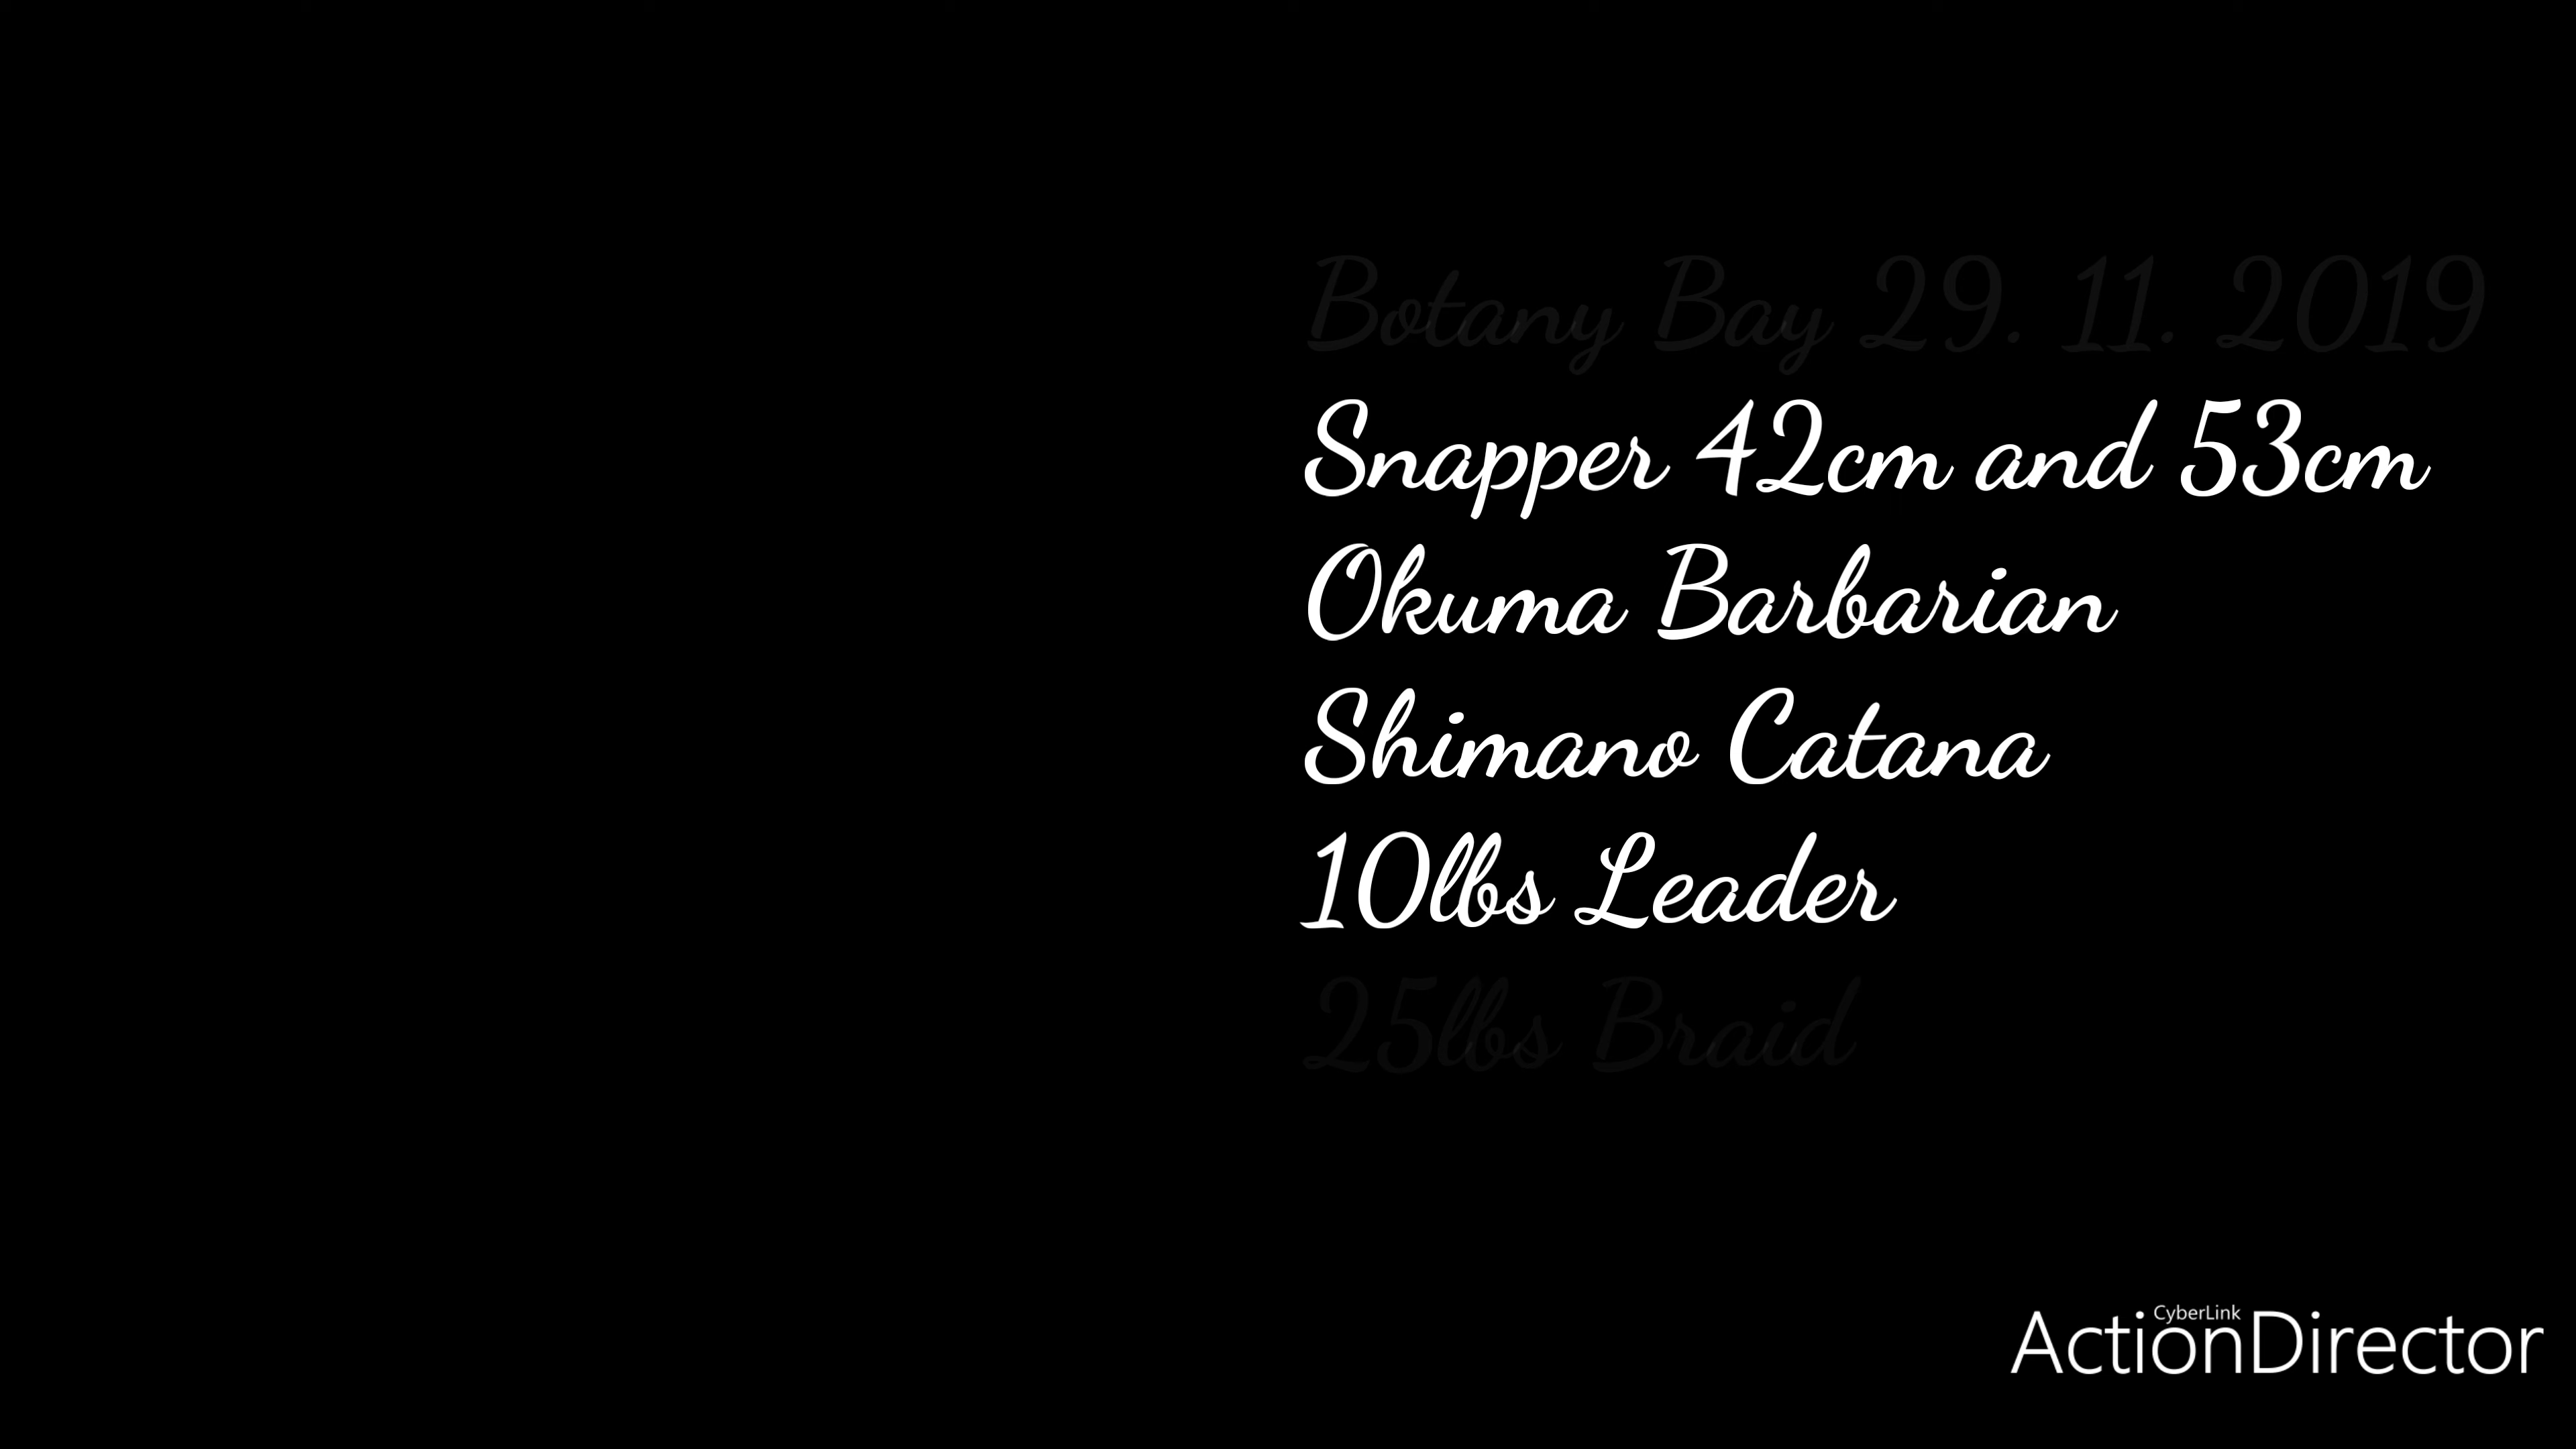 Botany Bay 29. 11. 2019
Snapper 42cm and 53cm
Okuma Barbarian
Shimano Catana
10lbs Leader
25lbs Braid
CyberLink
ActionDirector